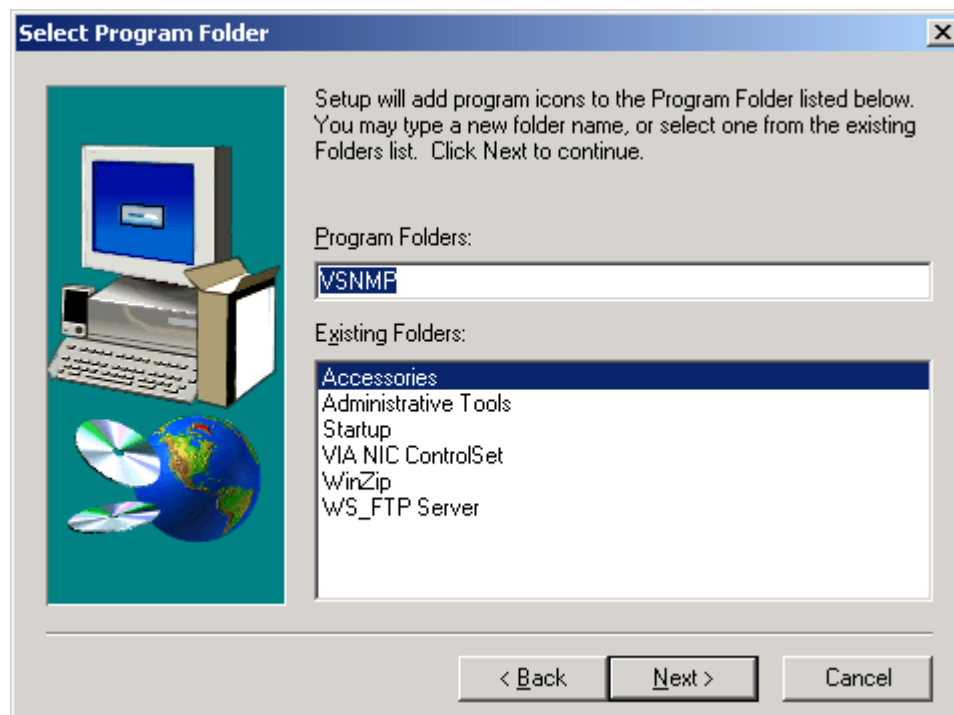 Select Program Folder
Setup will add program icons to the Program Folder listed below.
You may type a new folder name, or select one from the existing
Folders list. Click Next to continue.
Program Folders:
VSNMP
Existing Folders:
Accessories
Administrative Tools
Startup
VIA NIC ControlSet
WinZip
WS_FTP Server
< Back
Next >
Cancel